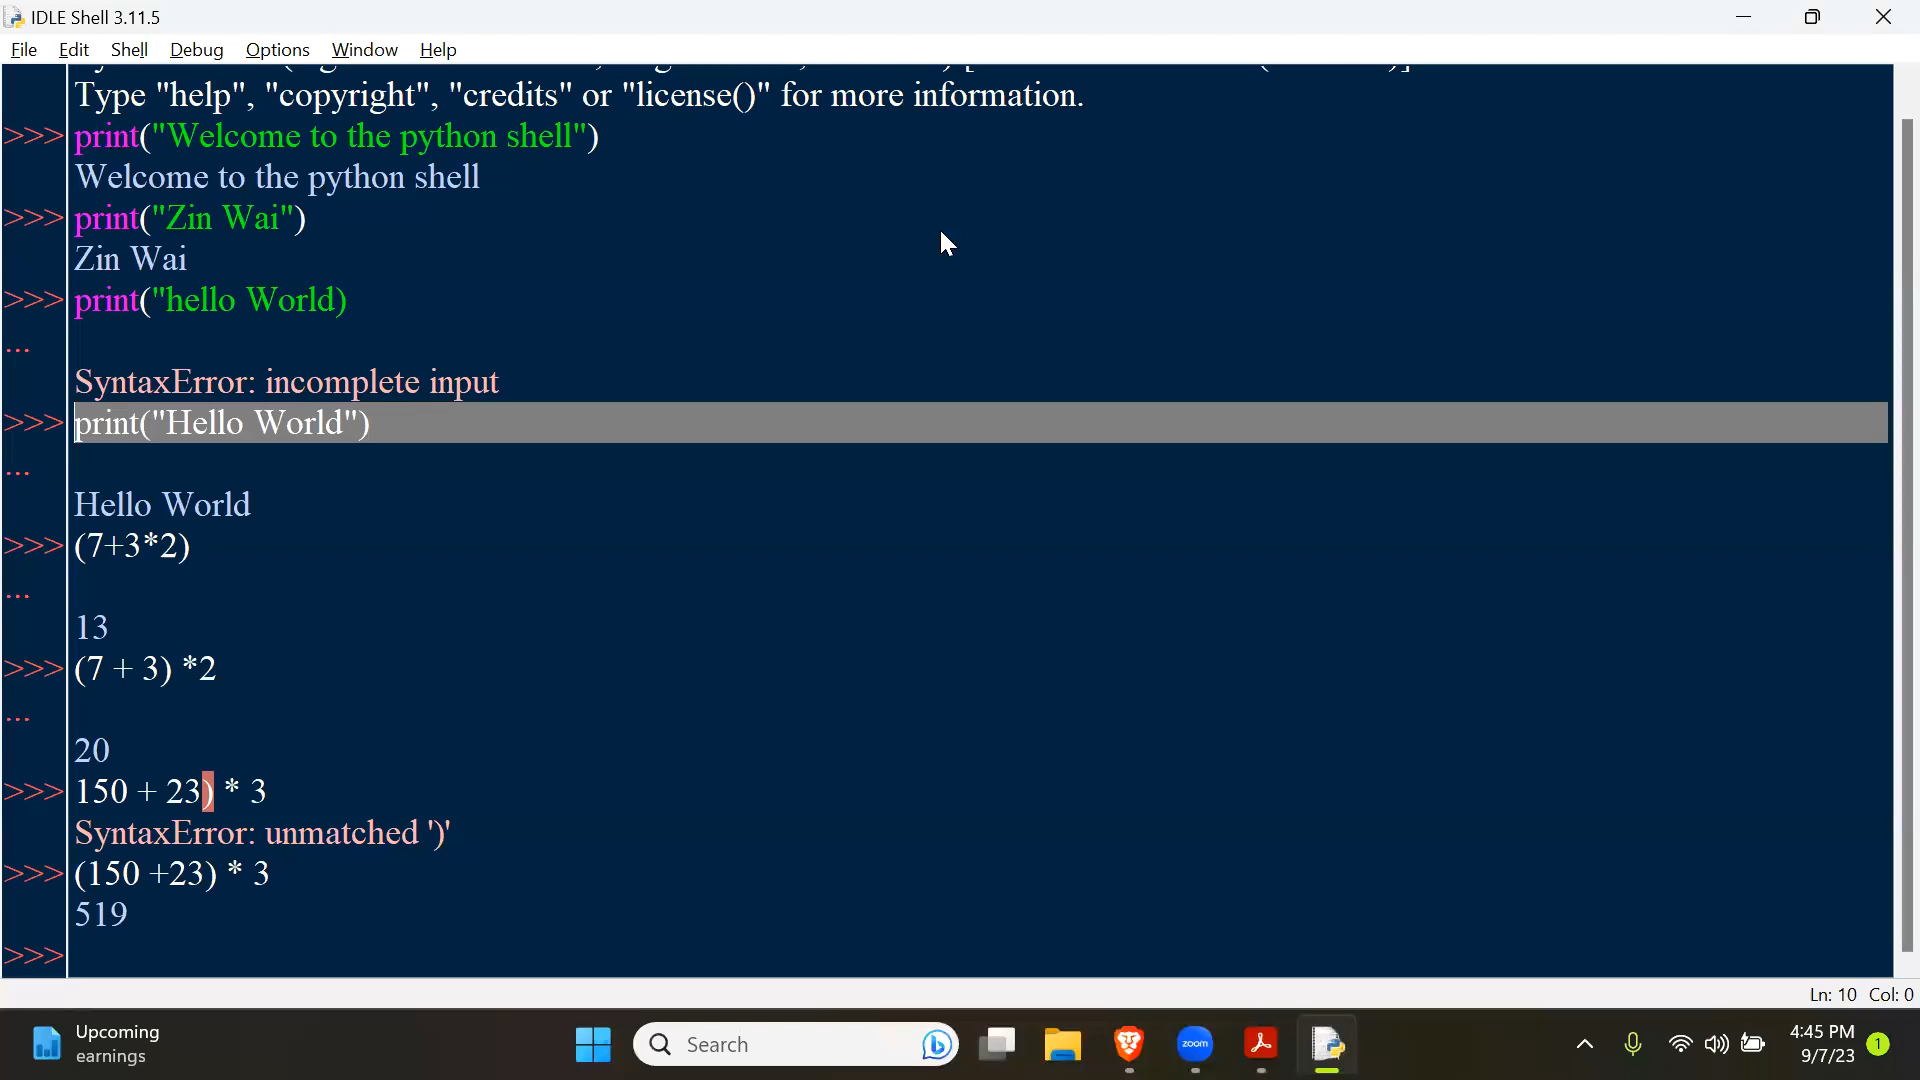 IDLE Shell 3.11.5
File Edit Shell Debug Options Window Help
Type "help", "copyright", "credits" or "license()" for more information.
>>> print("Welcome to the python shell")
Welcome to the python shell
>>> print("Zin Wai")
Zin Wai
>>> print("hello World)
...
SyntaxError: incomplete input
>>> print("Hello World")
...
Hello World
>>> (7+3*2)
...
13
>>> (7 + 3) *2
...
20
>>> 150 + 23) * 3
SyntaxError: unmatched ')'
>>> (150 +23) * 3
519
>>>
Ln: 10 Col: 0
Upcoming
earnings
Search
zoom
4:45 PM
9/7/23
1